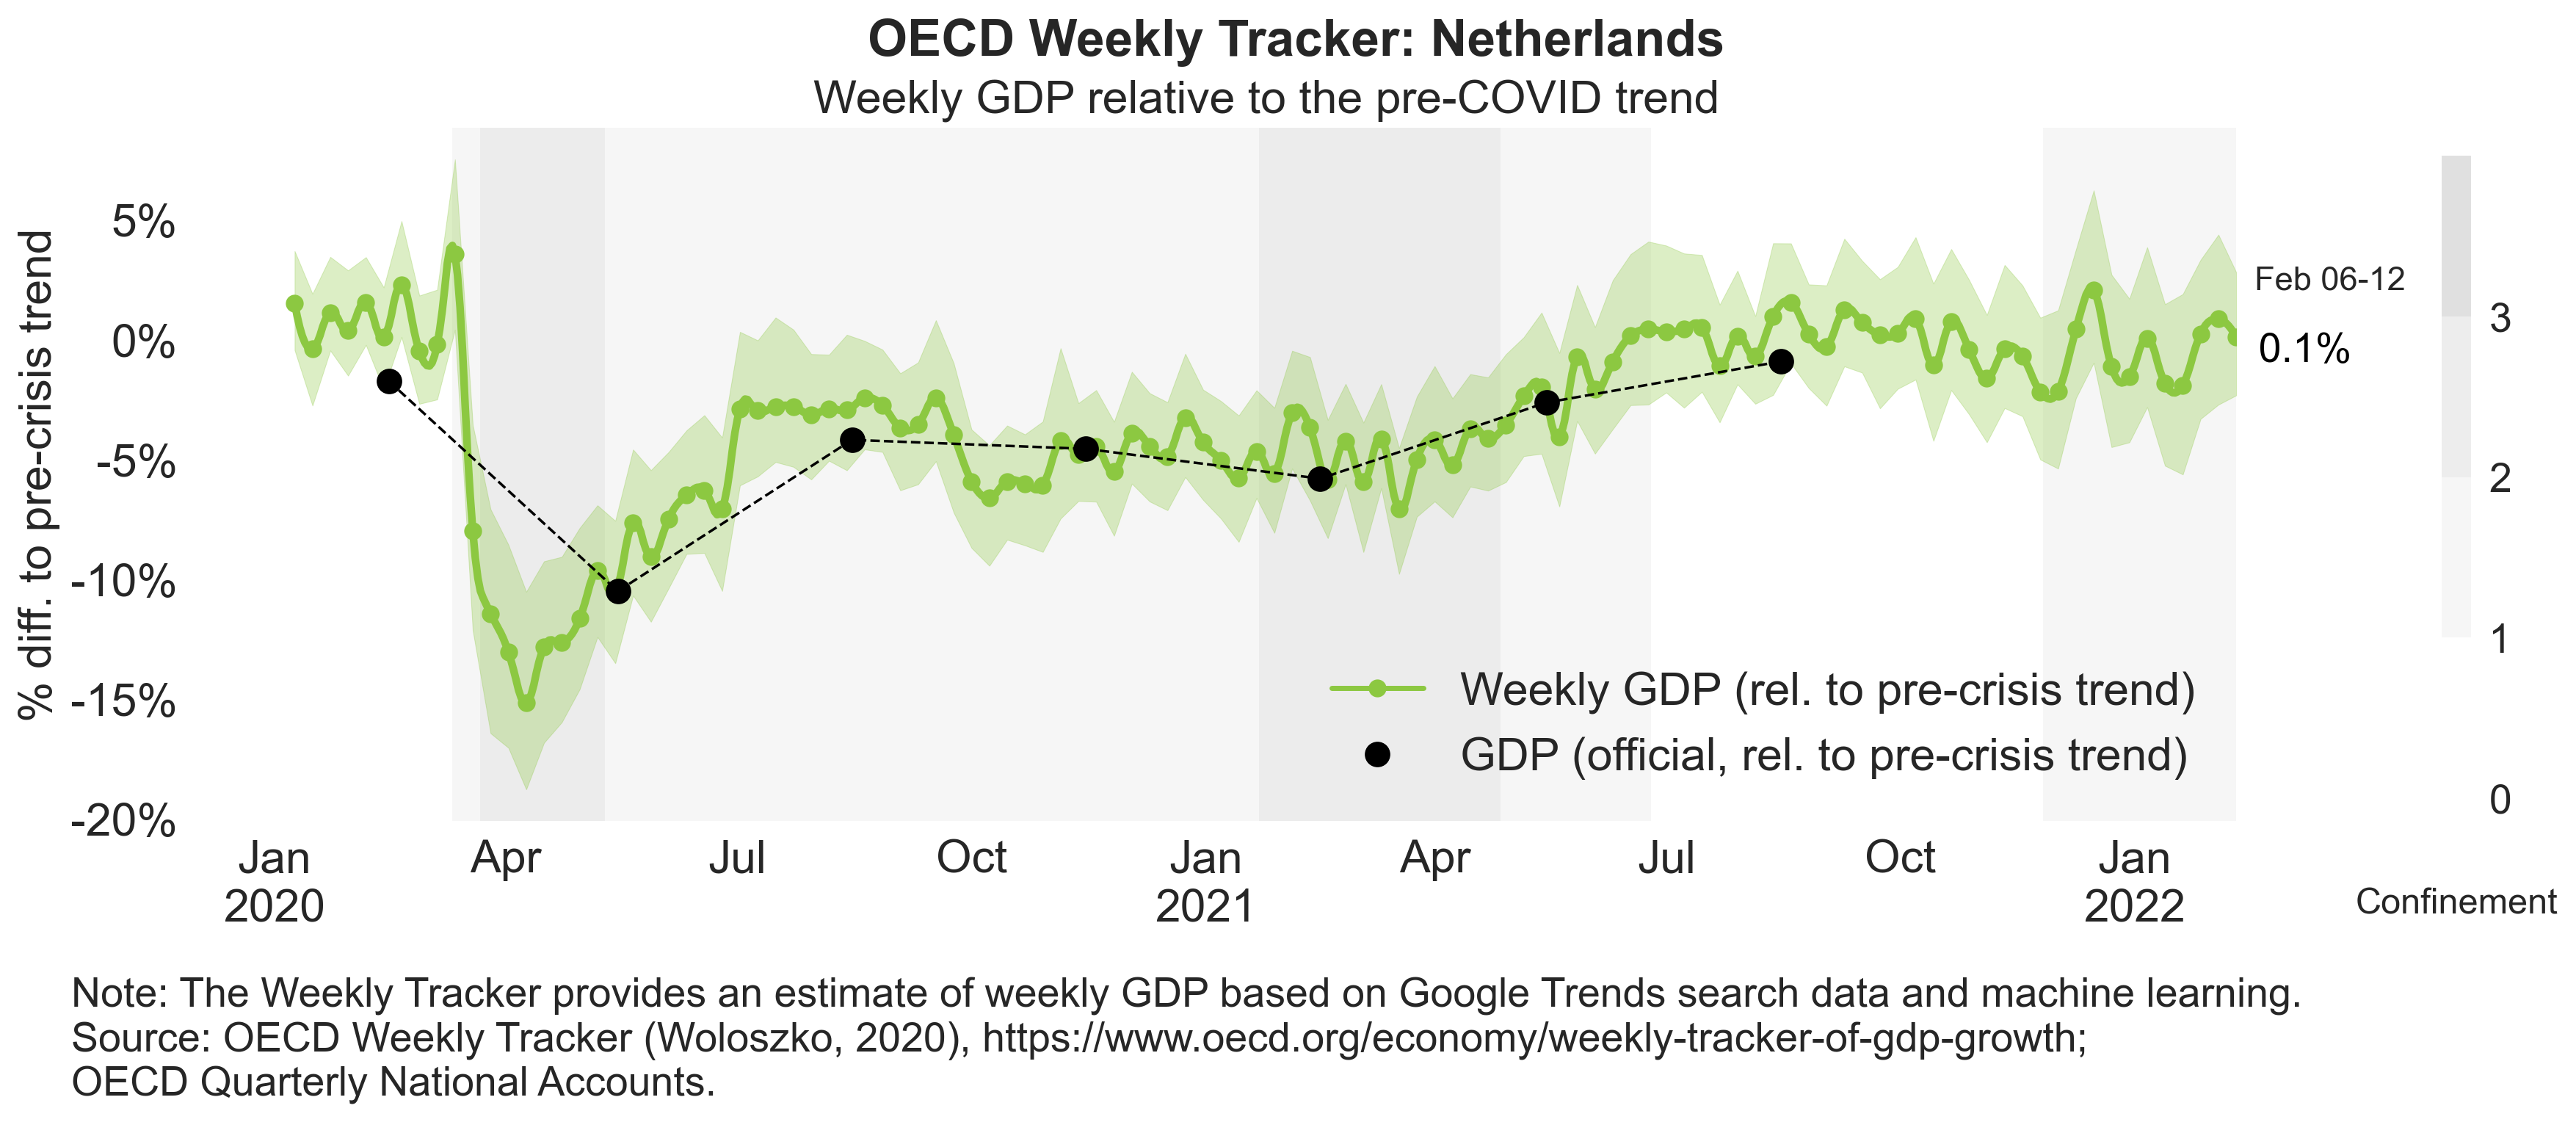 OECD Weekly Tracker: Netherlands
Weekly GDP relative to the pre-COVID trend
% diff. to pre-crisis trend
5%
0%
-5%
-10%
-15%
-20%
Jan
2020
Apr
Jul
Oct
Jan
2021
Apr
Jul
Oct
Jan
2022
Feb 06-12
0.1%
Weekly GDP (rel. to pre-crisis trend)
GDP (official, rel. to pre-crisis trend)
3
2
1
0
Confinement
Note: The Weekly Tracker provides an estimate of weekly GDP based on Google Trends search data and machine learning.
Source: OECD Weekly Tracker (Woloszko, 2020), https://www.oecd.org/economy/weekly-tracker-of-gdp-growth;
OECD Quarterly National Accounts.